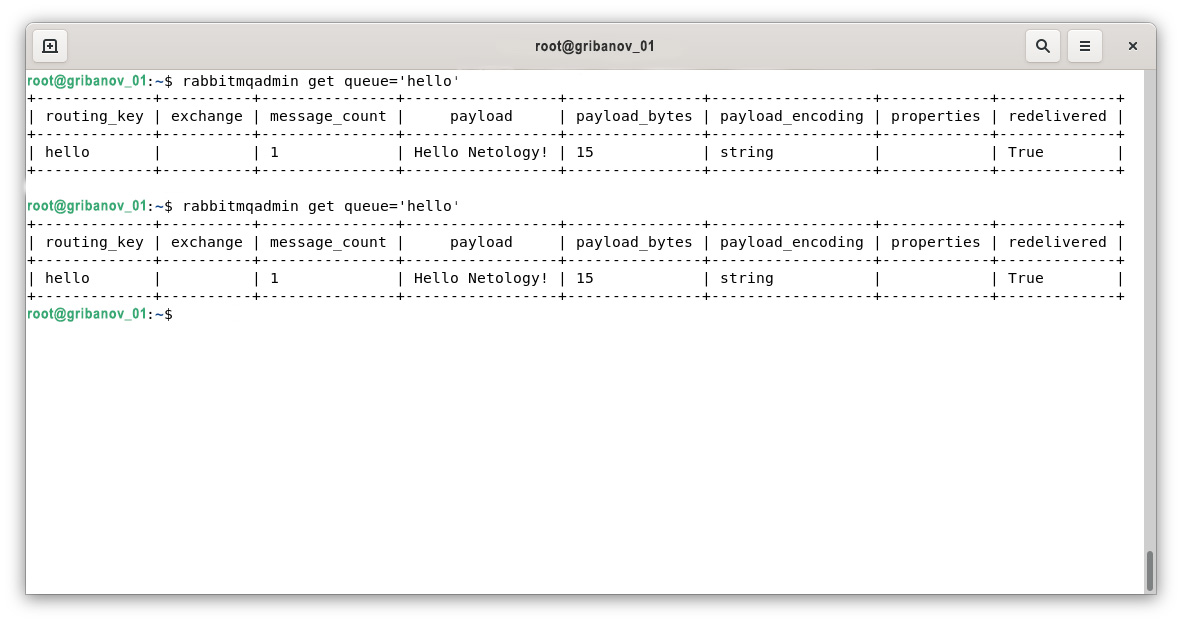 root@gribanov_01
root@gribanov_01:~$ rabbitmqadmin get queue='hello'
+-------------+----------+---------------+-----------------+---------------+------------------+------------+-------------+
| routing_key | exchange | message_count |     payload     | payload_bytes | payload_encoding | properties | redelivered |
+-------------+----------+---------------+-----------------+---------------+------------------+------------+-------------+
| hello       |          | 1             | Hello Netology! | 15            | string           |            | True        |
+-------------+----------+---------------+-----------------+---------------+------------------+------------+-------------+
root@gribanov_01:~$ rabbitmqadmin get queue='hello'
+-------------+----------+---------------+-----------------+---------------+------------------+------------+-------------+
| routing_key | exchange | message_count |     payload     | payload_bytes | payload_encoding | properties | redelivered |
+-------------+----------+---------------+-----------------+---------------+------------------+------------+-------------+
| hello       |          | 1             | Hello Netology! | 15            | string           |            | True        |
+-------------+----------+---------------+-----------------+---------------+------------------+------------+-------------+
root@gribanov_01:~$